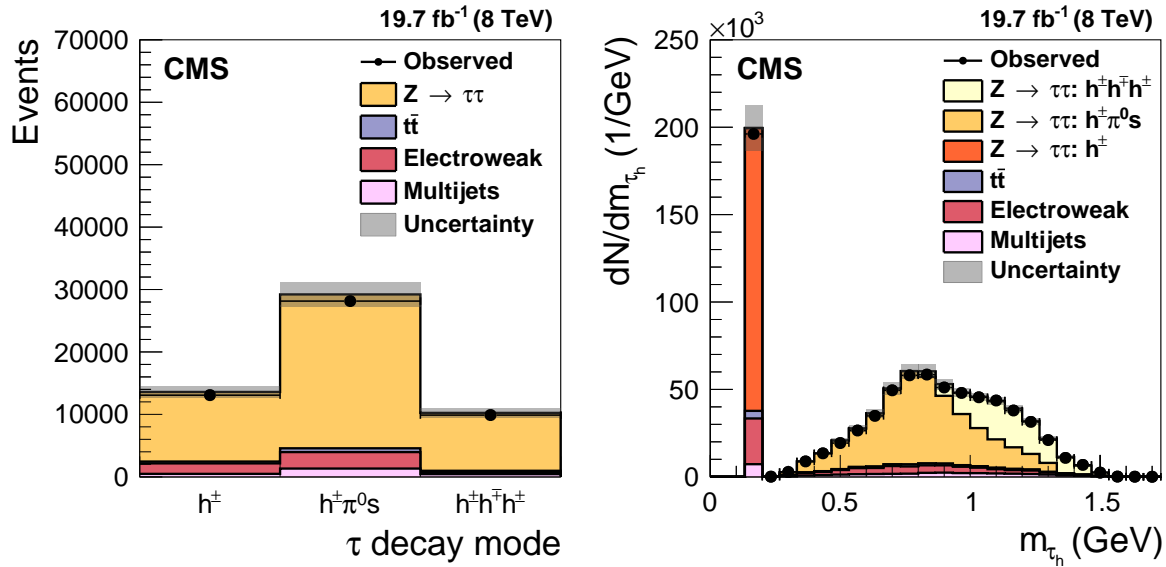 19.7 fb⁻¹ (8 TeV)
Events
70000
60000
50000
40000
30000
20000
10000
0
CMS
Observed
Z → ττ
tt̄
Electroweak
Multijets
Uncertainty
h± h±π⁰s h±h∓h±
τ decay mode
19.7 fb⁻¹ (8 TeV)
×10³
dN/dm_τh (1/GeV)
250
200
150
100
50
0
CMS
Observed
Z → ττ: h±h∓h±
Z → ττ: h±π⁰s
Z → ττ: h±
tt̄
Electroweak
Multijets
Uncertainty
0 0.5 1 1.5
m_τh (GeV)